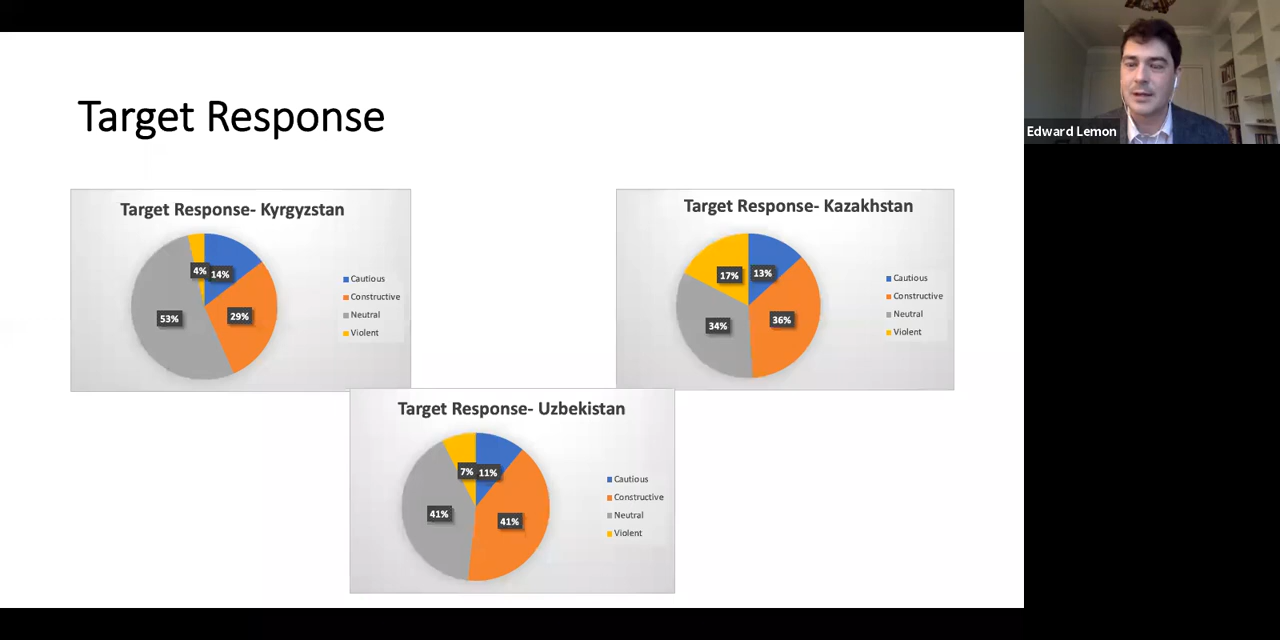 Target Response
Target Response- Kyrgyzstan
4%
14%
53%
29%
Cautious
Constructive
Neutral
Violent
Target Response- Kazakhstan
17%
13%
34%
36%
Cautious
Constructive
Neutral
Violent
Target Response- Uzbekistan
7%
11%
41%
41%
Cautious
Constructive
Neutral
Violent
Edward Lemon